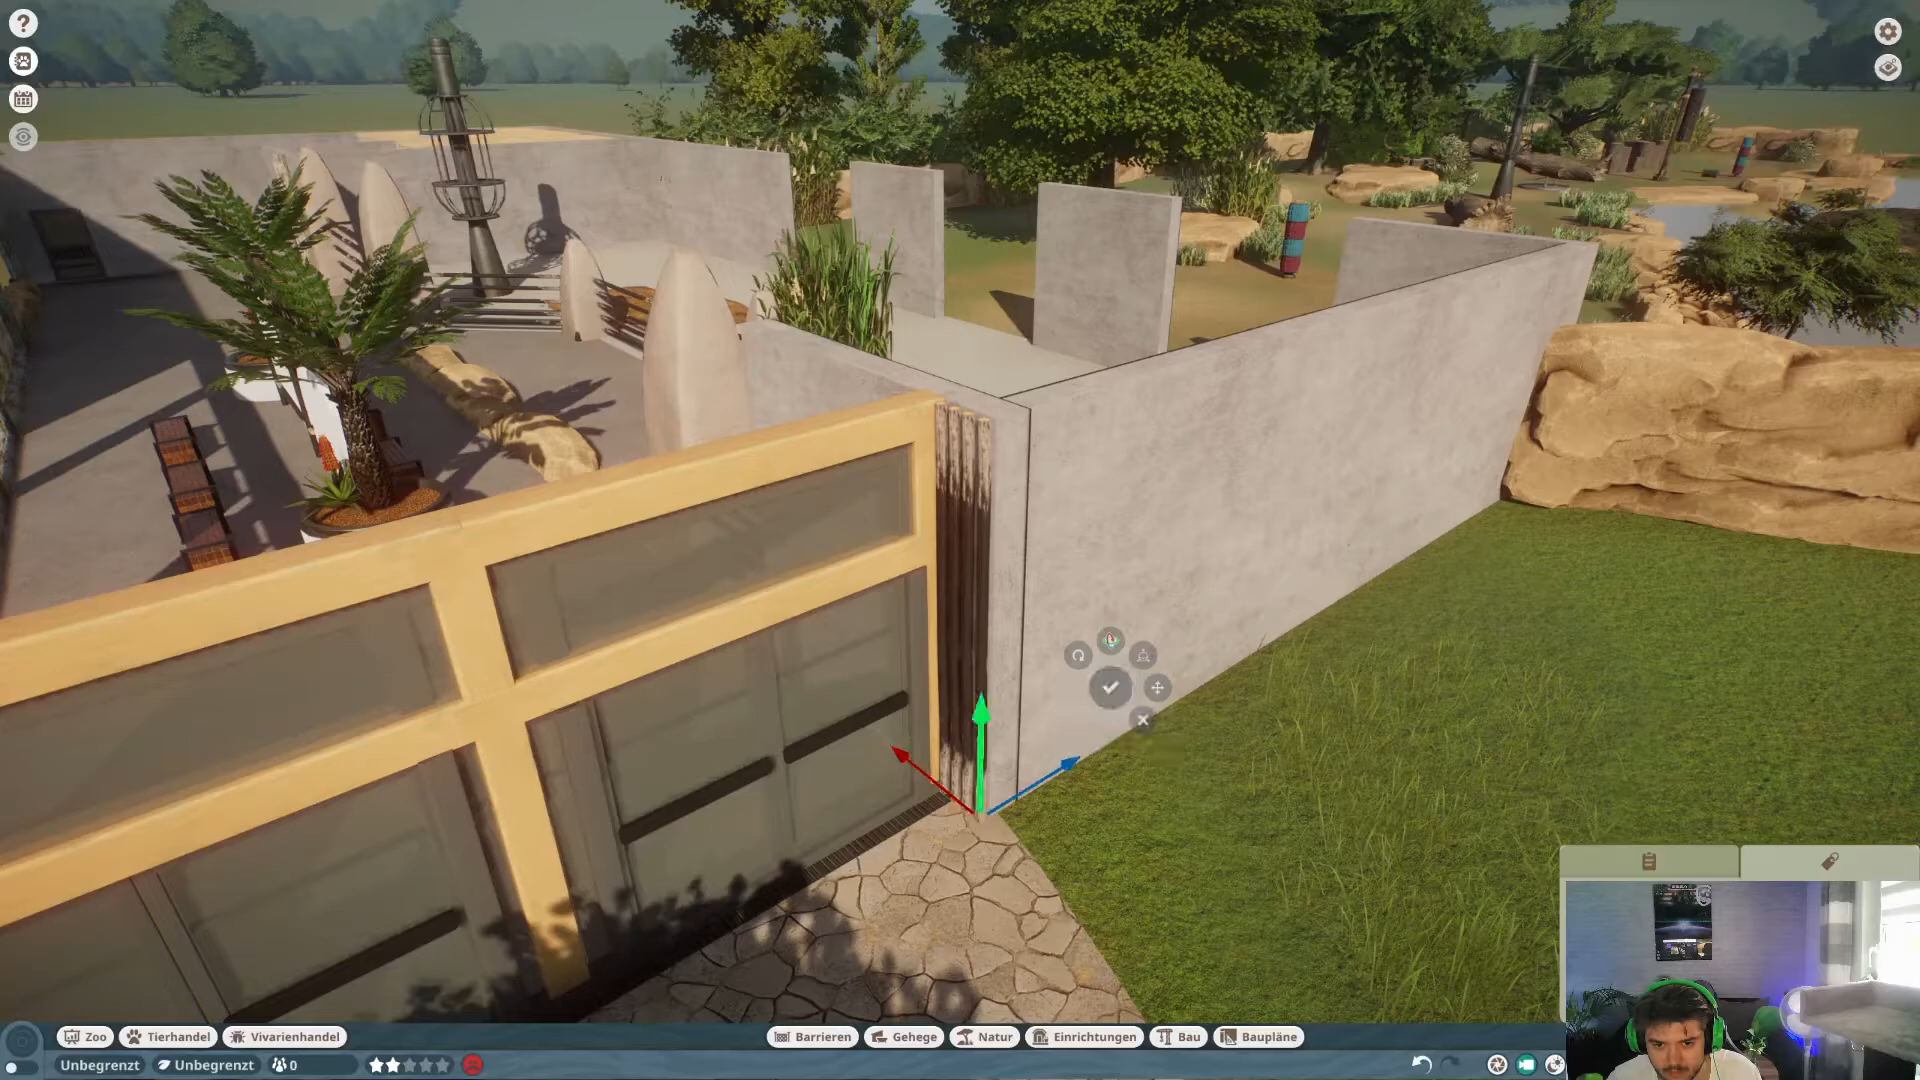 Zoo
Tierhandel
Vivarienhandel
Barrieren
Gehege
Natur
Einrichtungen
Bau
Baupläne
Unbegrenzt
Unbegrenzt
0